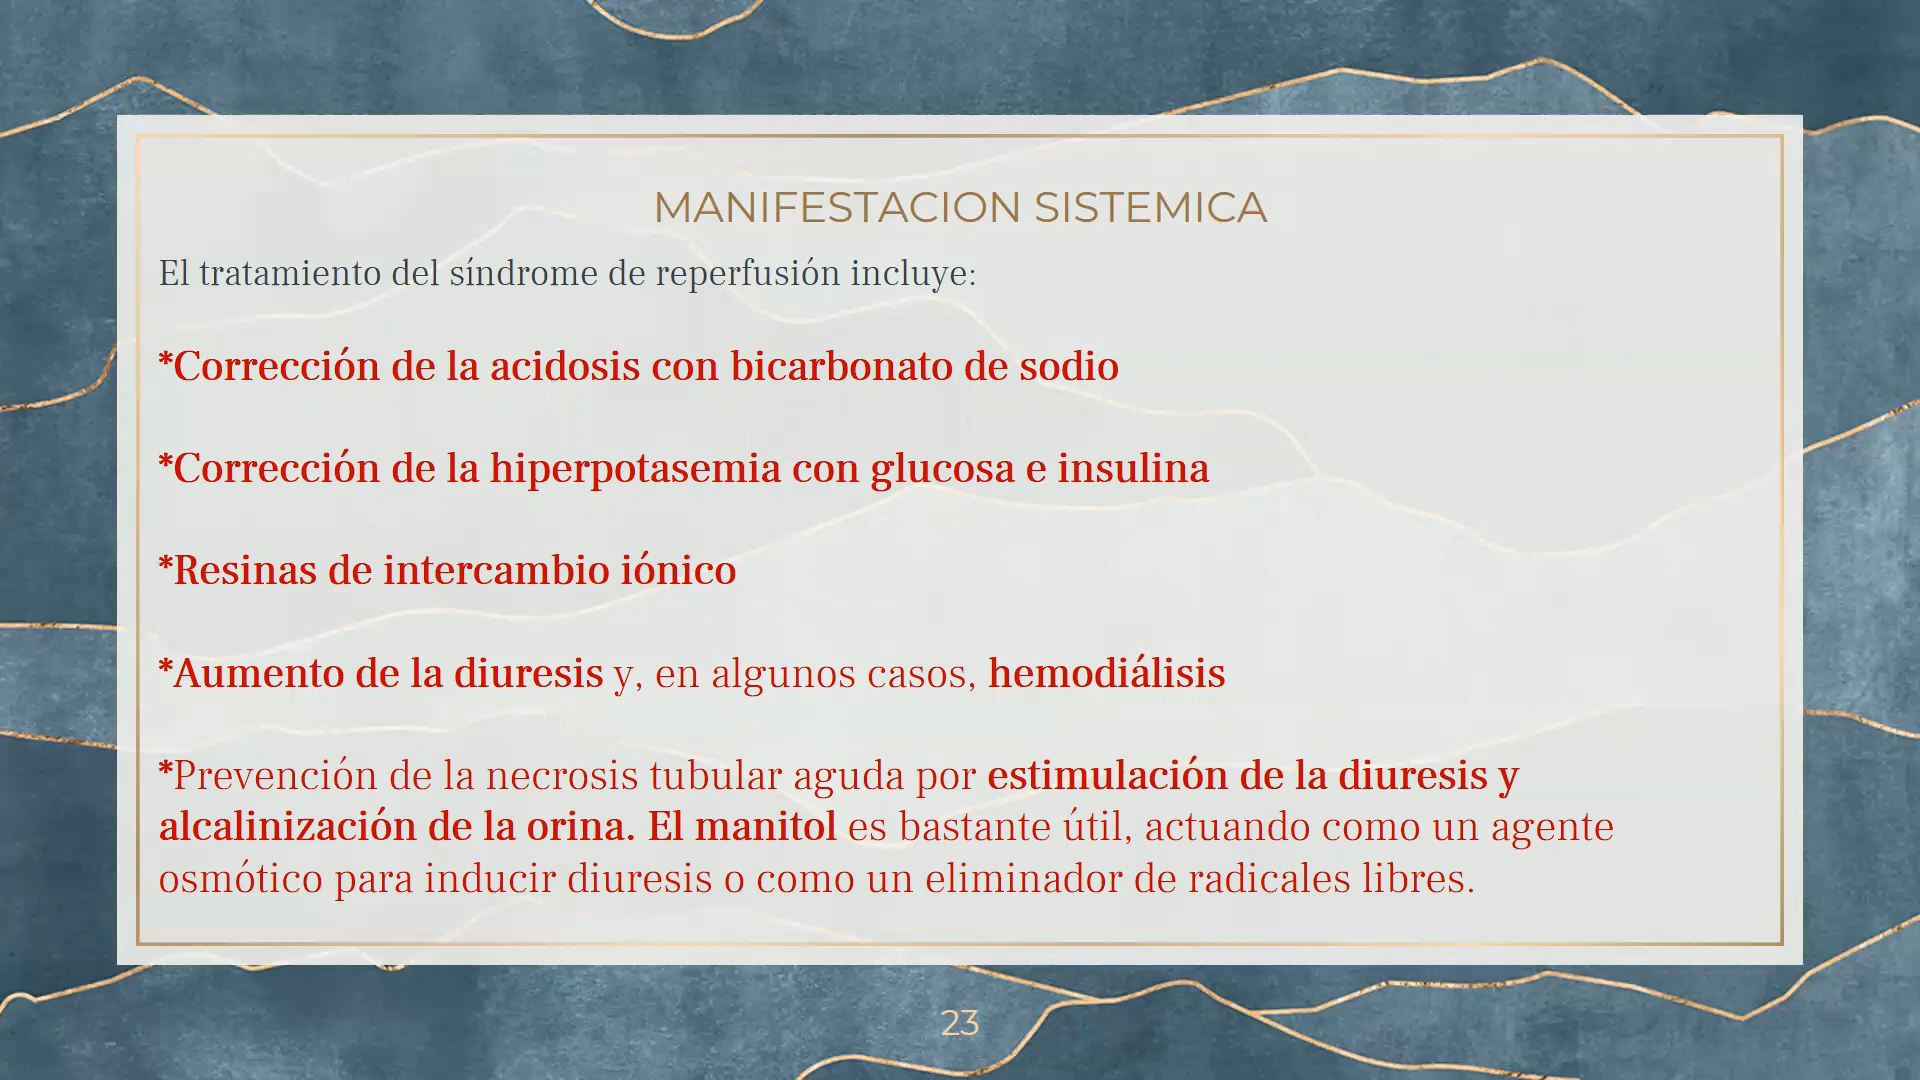 MANIFESTACION SISTEMICA
El tratamiento del síndrome de reperfusión incluye:
*Corrección de la acidosis con bicarbonato de sodio
*Corrección de la hiperpotasemia con glucosa e insulina
*Resinas de intercambio iónico
*Aumento de la diuresis y, en algunos casos, hemodiálisis
*Prevención de la necrosis tubular aguda por estimulación de la diuresis y
alcalinización de la orina. El manitol es bastante útil, actuando como un agente
osmótico para inducir diuresis o como un eliminador de radicales libres.
23